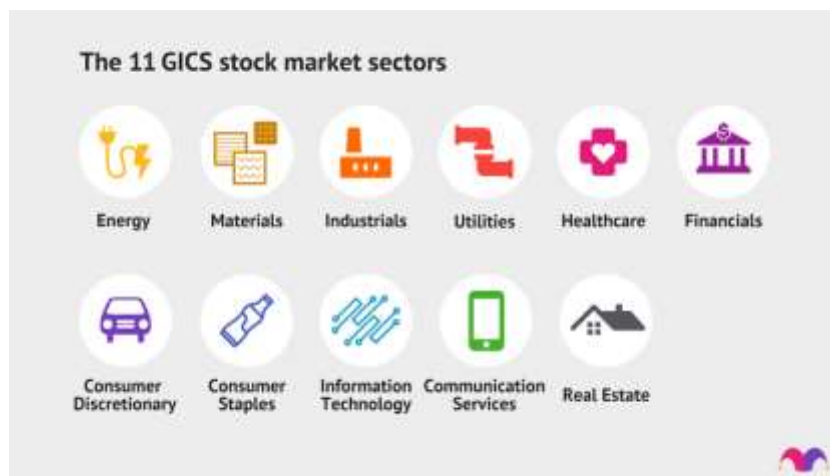 The 11 GICS stock market sectors
Energy
Materials
Industrials
Utilities
Healthcare
Financials
Consumer
Discretionary
Consumer
Staples
Information
Technology
Communication
Services
Real Estate